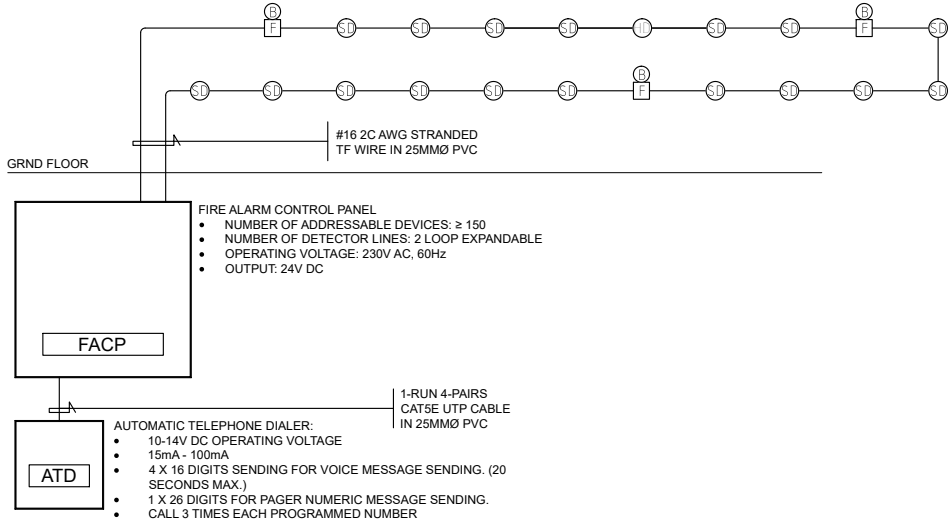 B B
F SD SD SD SD SD SD F SD
B
SD SD SD SD SD SD F SD SD SD SD
#16 2C AWG STRANDED
TF WIRE IN 25MMØ PVC
GRND FLOOR
FIRE ALARM CONTROL PANEL
• NUMBER OF ADDRESSABLE DEVICES: ≥ 150
• NUMBER OF DETECTOR LINES: 2 LOOP EXPANDABLE
• OPERATING VOLTAGE: 230V AC, 60Hz
• OUTPUT: 24V DC
FACP
1-RUN 4-PAIRS
CAT5E UTP CABLE
IN 25MMØ PVC
AUTOMATIC TELEPHONE DIALER:
• 10-14V DC OPERATING VOLTAGE
• 15mA - 100mA
• 4 X 16 DIGITS SENDING FOR VOICE MESSAGE SENDING. (20
SECONDS MAX.)
• 1 X 26 DIGITS FOR PAGER NUMERIC MESSAGE SENDING.
• CALL 3 TIMES EACH PROGRAMMED NUMBER
ATD